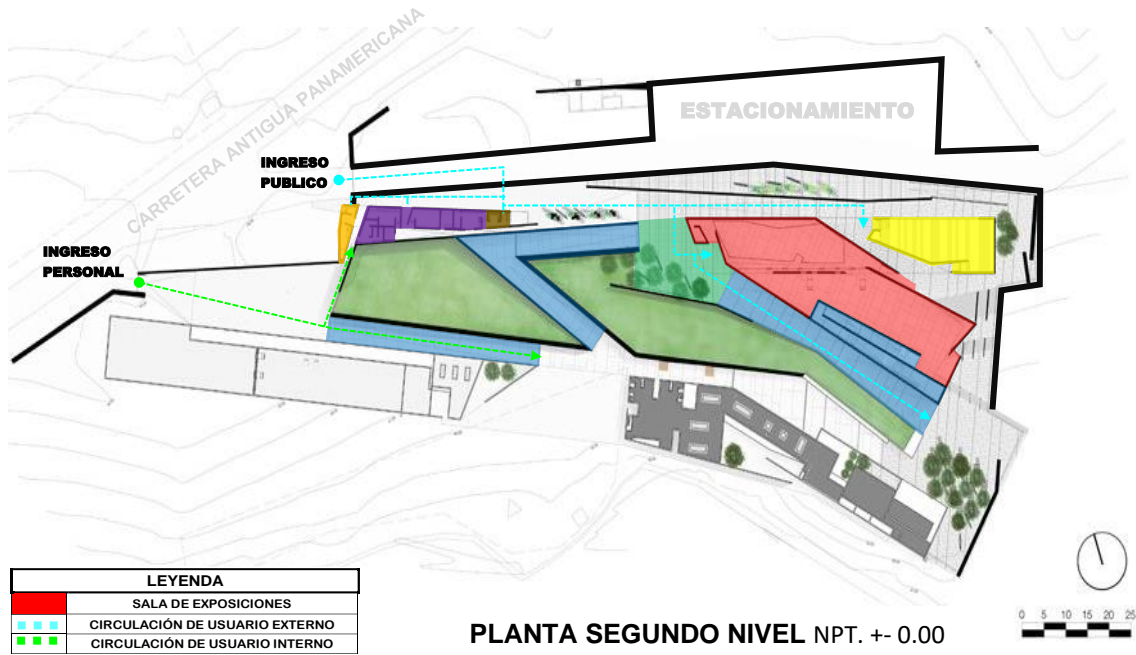 CARRETERA ANTIGUA PANAMERICANA
ESTACIONAMIENTO
INGRESO
PUBLICO
INGRESO
PERSONAL
LEYENDA
SALA DE EXPOSICIONES
CIRCULACIÓN DE USUARIO EXTERNO
CIRCULACIÓN DE USUARIO INTERNO
PLANTA SEGUNDO NIVEL NPT. +- 0.00
0 5 10 15 20 25